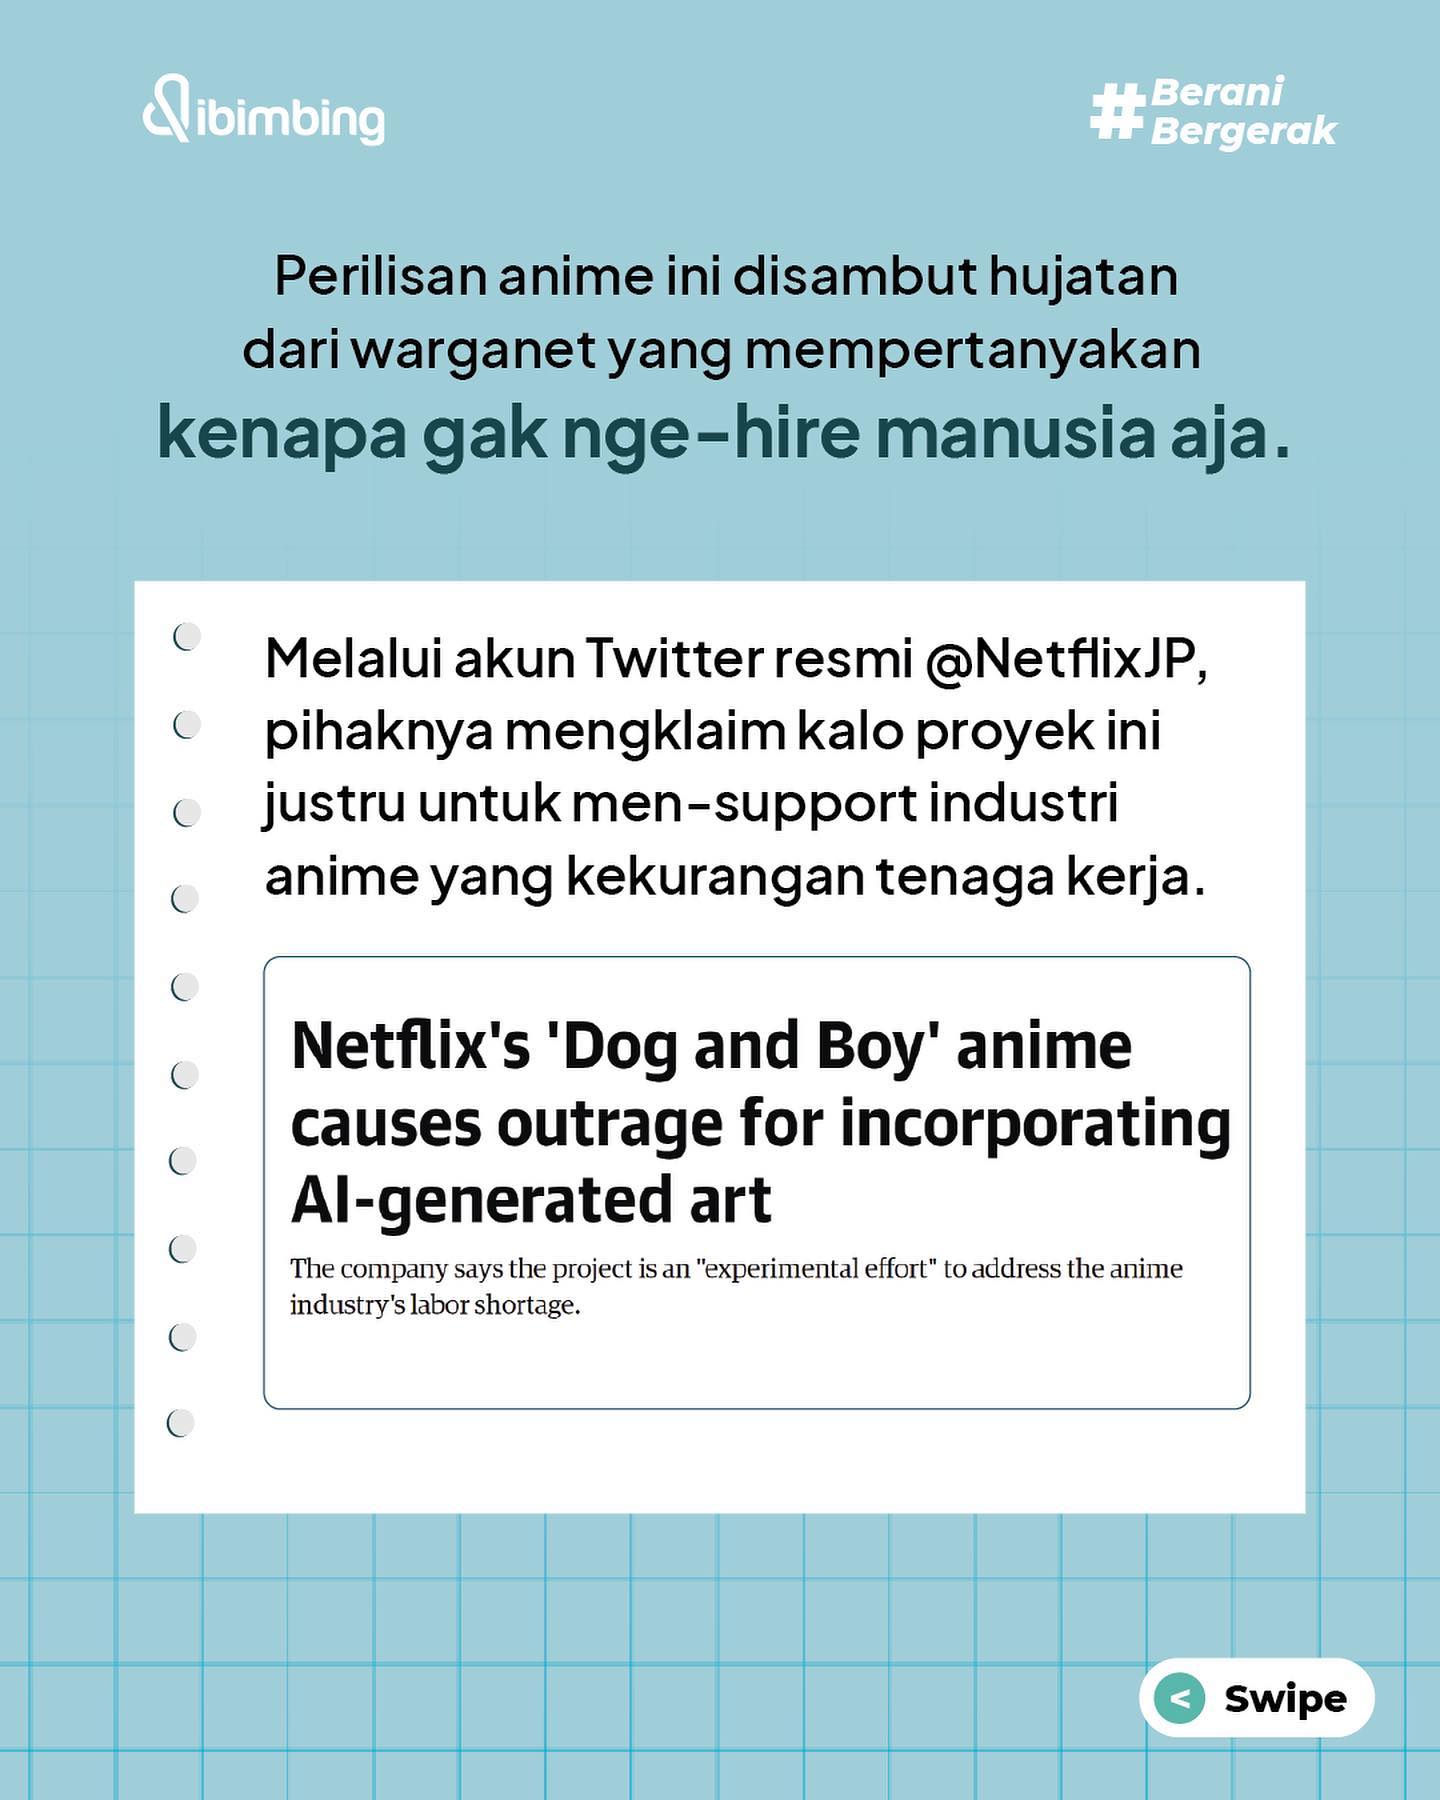 dibimbing
#Berani
Bergerak
Perilisan anime ini disambut hujatan
dari warganet yang mempertanyakan
kenapa gak nge-hire manusia aja.
Melalui akun Twitter resmi @NetflixJP,
pihaknya mengklaim kalo proyek ini
justru untuk men-support industri
anime yang kekurangan tenaga kerja.
Netflix's 'Dog and Boy' anime
causes outrage for incorporating
AI-generated art
The company says the project is an "experimental effort" to address the anime
industry's labor shortage.
< Swipe